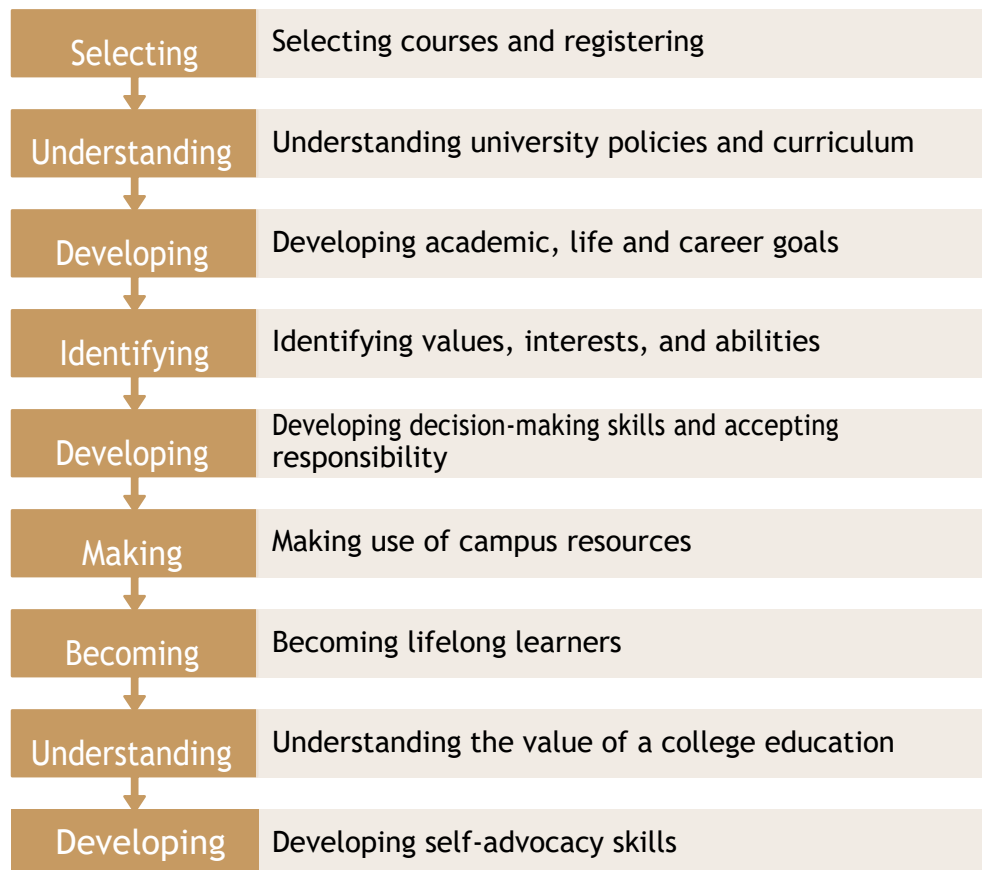 Selecting
Selecting courses and registering
Understanding
Understanding university policies and curriculum
Developing
Developing academic, life and career goals
Identifying
Identifying values, interests, and abilities
Developing
Developing decision-making skills and accepting
responsibility
Making
Making use of campus resources
Becoming
Becoming lifelong learners
Understanding
Understanding the value of a college education
Developing
Developing self-advocacy skills